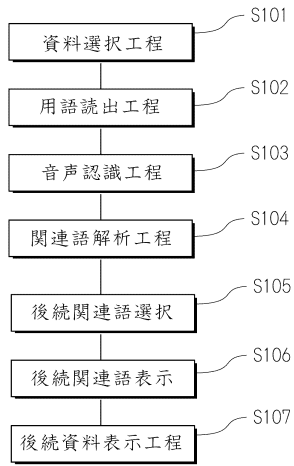 資料選択工程 S101
用語読出工程 S102
音声認識工程 S103
関連語解析工程 S104
後続関連語選択 S105
後続関連語表示 S106
後続資料表示工程 S107